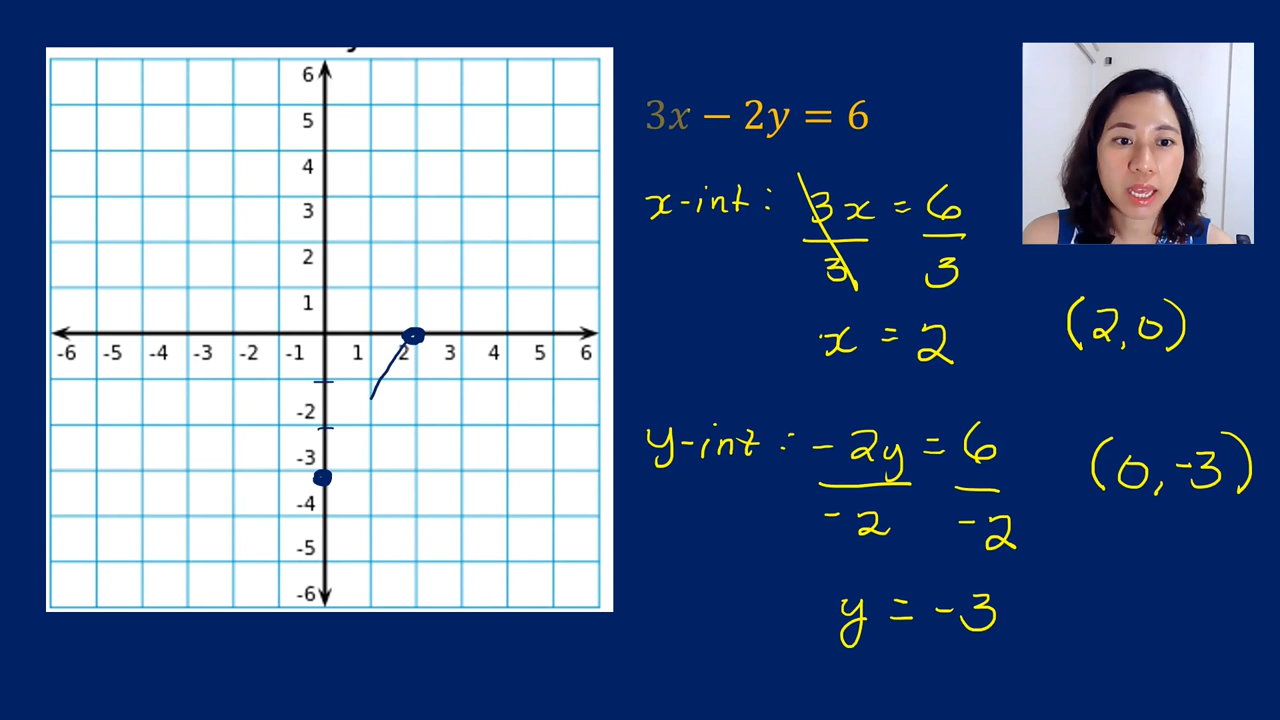 6
5
4
3
2
1
-6 -5 -4 -3 -2 -1 1 2 3 4 5 6
-2
-3
-4
-5
-6
3x − 2y = 6
x-int: 3x = 6
3 3
x = 2 (2,0)
y-int: -2y = 6 (0,-3)
-2 -2
y = -3